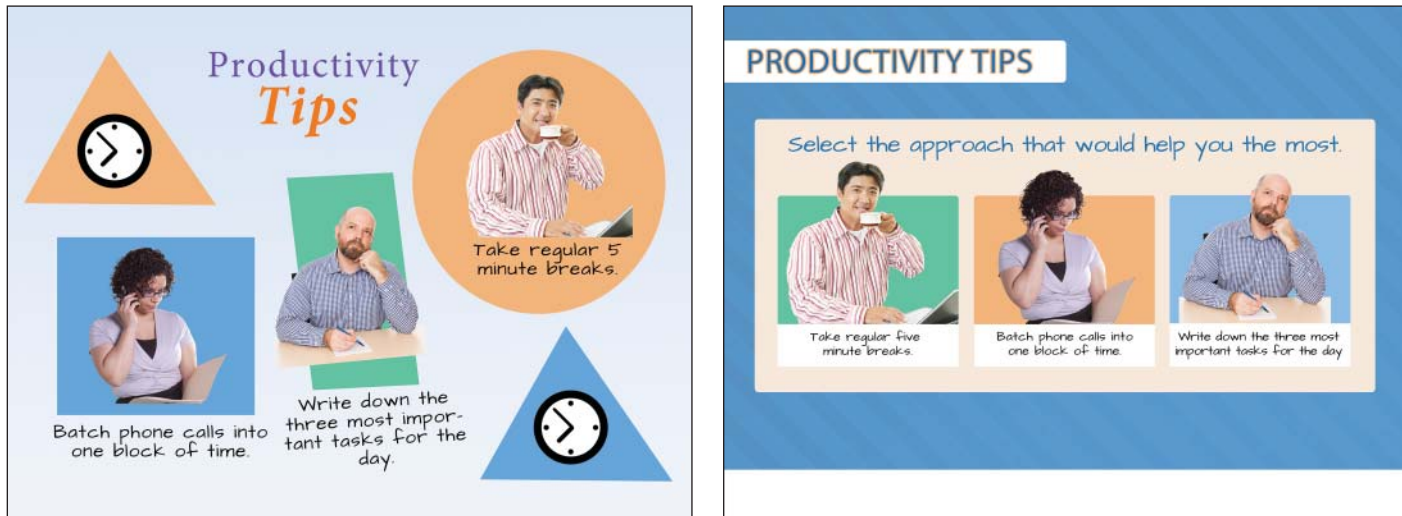 Productivity
Tips
Take regular 5
minute breaks.
Batch phone calls into
one block of time.
Write down the
three most impor-
tant tasks for the
day.
PRODUCTIVITY TIPS
Select the approach that would help you the most.
Take regular five
minute breaks.
Batch phone calls into
one block of time.
Write down the three most
important tasks for the day